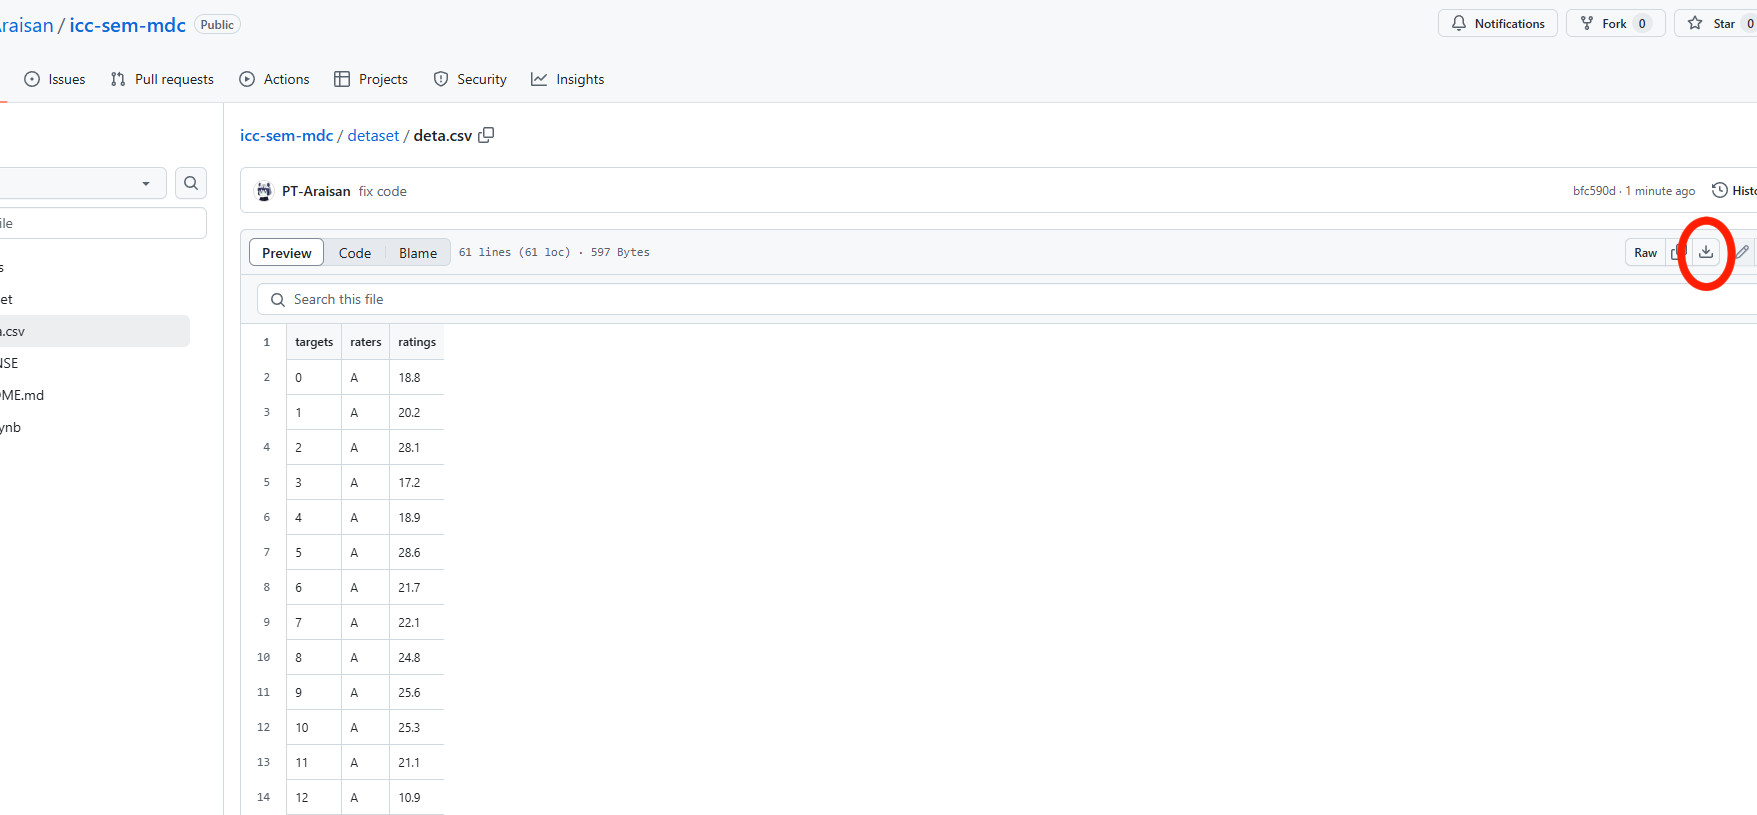 raisan / icc-sem-mdc Public
Notifications Fork 0 Star 0
Issues Pull requests Actions Projects Security Insights
icc-sem-mdc / detaset / deta.csv
PT-Araisan fix code bfc590d · 1 minute ago Histo
ile
s
et
a.csv
NSE
OME.md
ynb
Preview Code Blame 61 lines (61 loc) · 597 Bytes Raw
Search this file
1 targets raters ratings
2 0 A 18.8
3 1 A 20.2
4 2 A 28.1
5 3 A 17.2
6 4 A 18.9
7 5 A 28.6
8 6 A 21.7
9 7 A 22.1
10 8 A 24.8
11 9 A 25.6
12 10 A 25.3
13 11 A 21.1
14 12 A 10.9